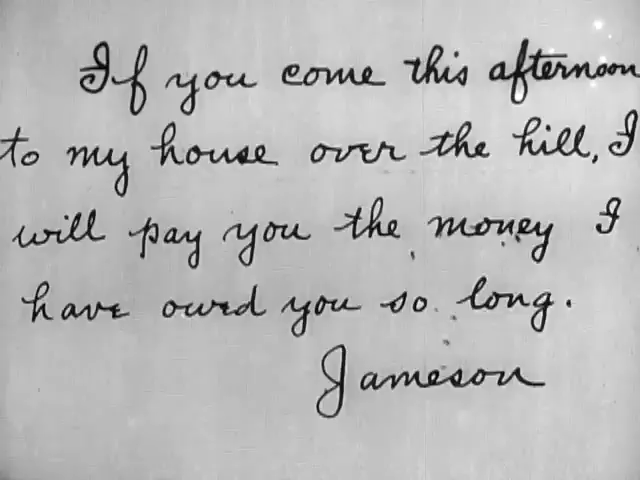 If you come this afternoon
to my house over the hill, I
will pay you the money I
have owed you so long.
Jameson